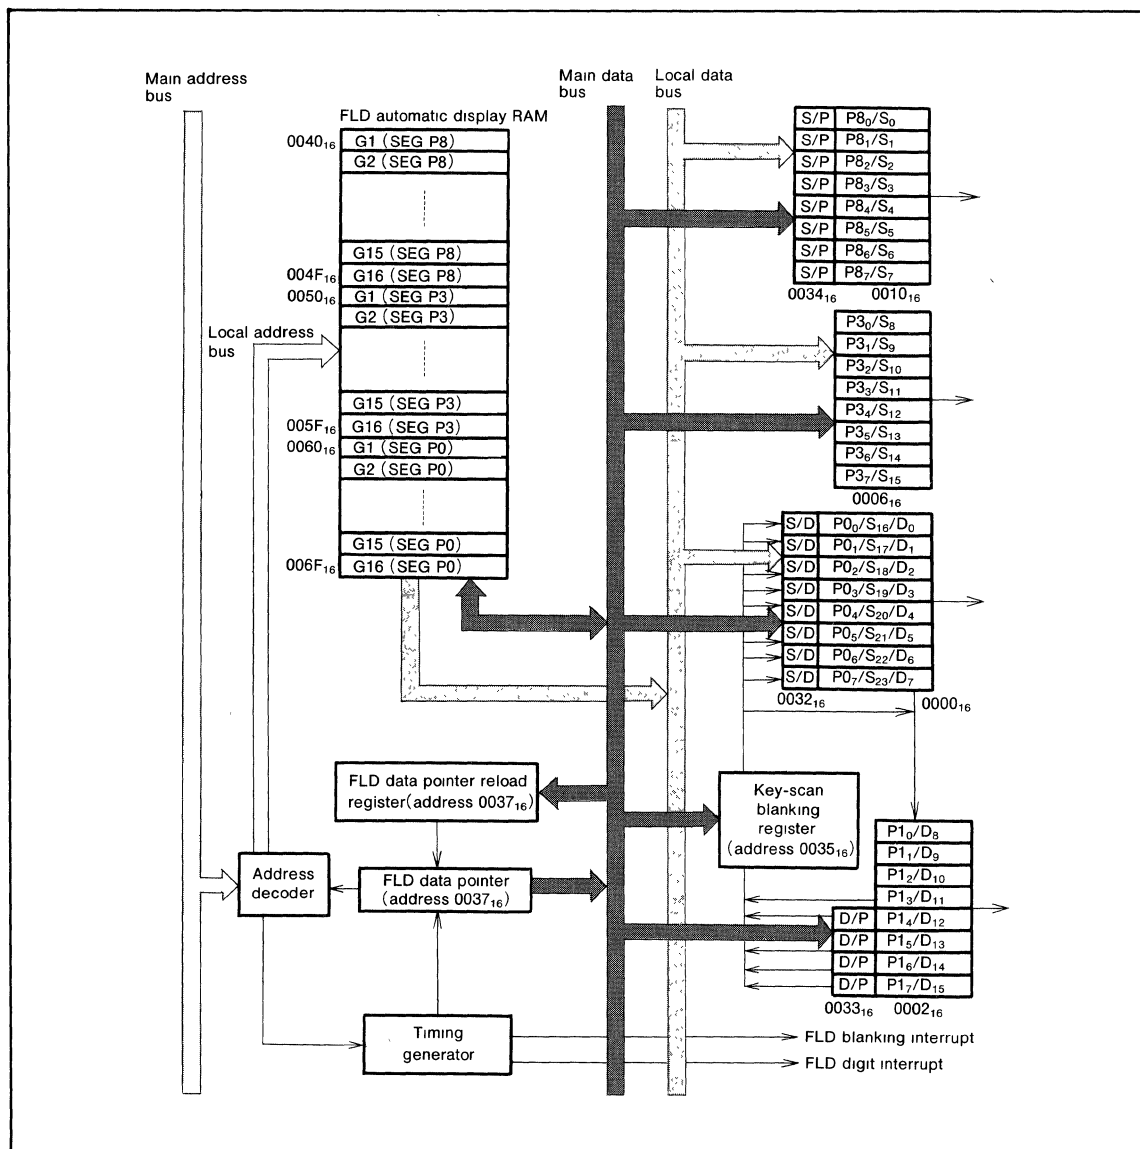 Main address
bus
FLD automatic display RAM
Main data
bus
Local data
bus
0040₁₆
G1 (SEG P8)
G2 (SEG P8)
G15 (SEG P8)
004F₁₆
G16 (SEG P8)
0050₁₆
G1 (SEG P3)
G2 (SEG P3)
Local address
bus
G15 (SEG P3)
005F₁₆
G16 (SEG P3)
0060₁₆
G1 (SEG P0)
G2 (SEG P0)
G15 (SEG P0)
006F₁₆
G16 (SEG P0)
S/P P8₀/S₀
S/P P8₁/S₁
S/P P8₂/S₂
S/P P8₃/S₃
S/P P8₄/S₄
S/P P8₅/S₅
S/P P8₆/S₆
S/P P8₇/S₇
0034₁₆ 0010₁₆
P3₀/S₈
P3₁/S₉
P3₂/S₁₀
P3₃/S₁₁
P3₄/S₁₂
P3₅/S₁₃
P3₆/S₁₄
P3₇/S₁₅
0006₁₆
S/D P0₀/S₁₆/D₀
S/D P0₁/S₁₇/D₁
S/D P0₂/S₁₈/D₂
S/D P0₃/S₁₉/D₃
S/D P0₄/S₂₀/D₄
S/D P0₅/S₂₁/D₅
S/D P0₆/S₂₂/D₆
S/D P0₇/S₂₃/D₇
0032₁₆ 0000₁₆
FLD data pointer reload
register(address 0037₁₆)
Key-scan
blanking
register
(address 0035₁₆)
Address
decoder
FLD data pointer
(address 0037₁₆)
P1₀/D₈
P1₁/D₉
P1₂/D₁₀
P1₃/D₁₁
D/P P1₄/D₁₂
D/P P1₅/D₁₃
D/P P1₆/D₁₄
D/P P1₇/D₁₅
0033₁₆ 0002₁₆
Timing
generator
FLD blanking interrupt
FLD digit interrupt